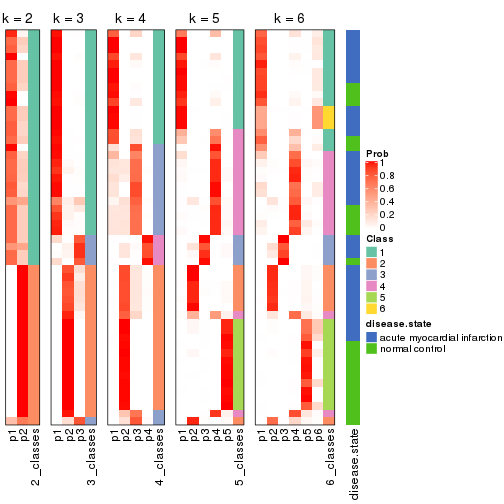 k = 2 k = 3 k = 4 k = 5 k = 6
Prob
1
0.8
0.6
0.4
0.2
0
Class
1
2
3
4
5
6
disease.state
acute myocardial infarction
normal control
p1 p2 2_classes p1 p2 p3 3_classes p1 p2 p3 p4 4_classes p1 p2 p3 p4 p5 5_classes p1 p2 p3 p4 p5 p6 6_classes disease.state